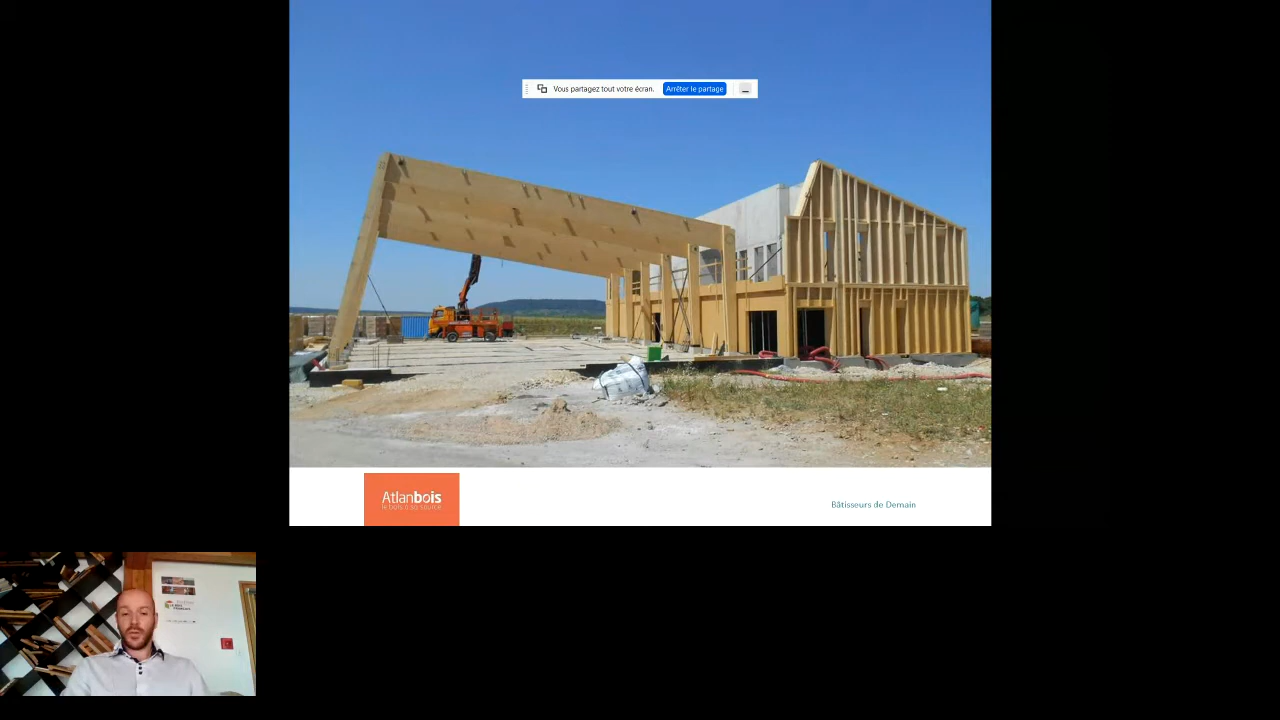 Vous partagez tout votre écran. Arrêter le partage
Atlanbois
le bois à sa source
Bâtisseurs de Demain